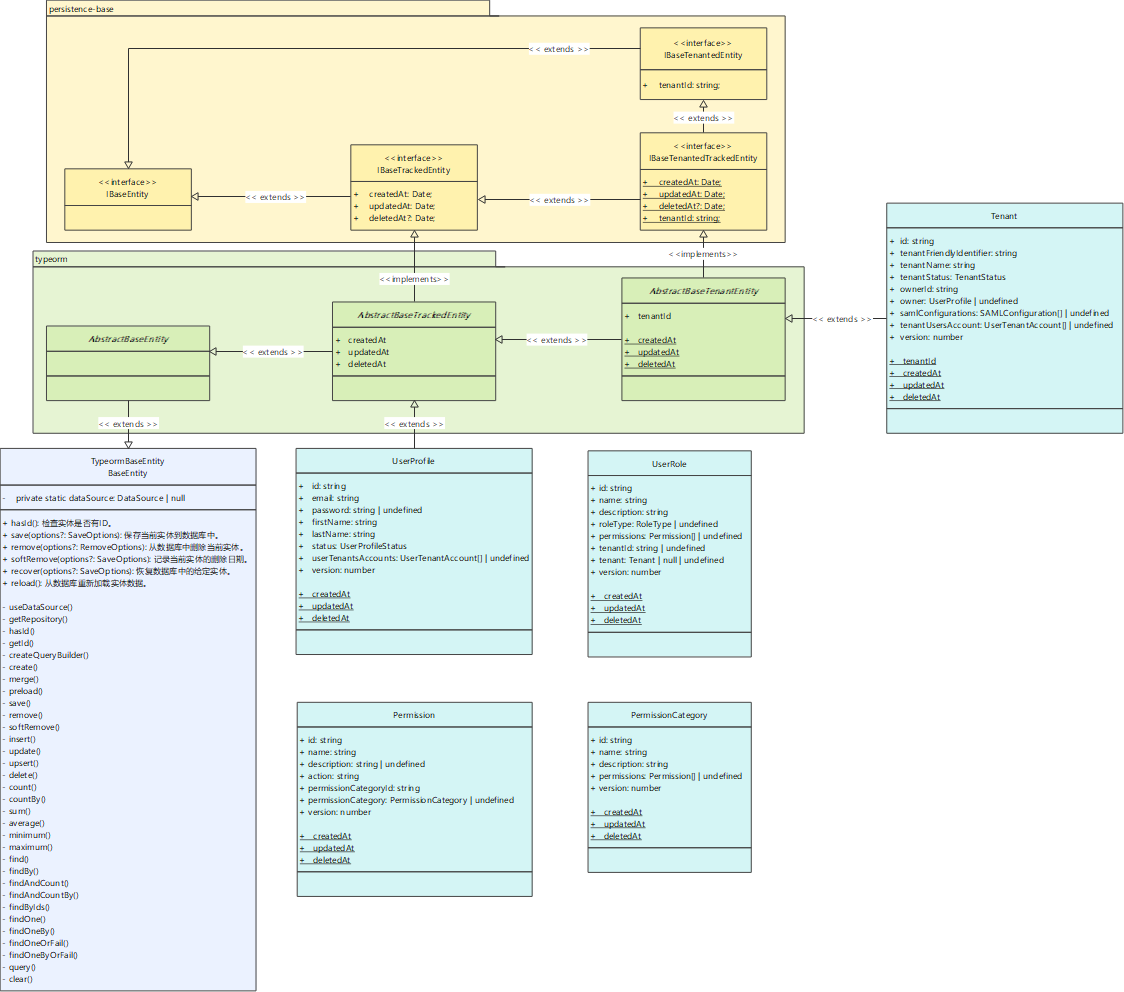 persistence-base
<<interface>>
IBaseTenantedEntity
+ tenantId: string;
<< extends >>
<< extends >>
<<interface>>
IBaseTenantedTrackedEntity
+ createdAt: Date;
+ updatedAt: Date;
+ deletedAt?: Date;
+ tenantId: string;
<<interface>>
IBaseTrackedEntity
+ createdAt: Date;
+ updatedAt: Date;
+ deletedAt?: Date;
<<interface>>
IBaseEntity
<< extends >>
<< extends >>
typeorm
<<implements>>
<<implements>>
AbstractBaseEntity
<< extends >>
AbstractBaseTrackedEntity
+ createdAt
+ updatedAt
+ deletedAt
<< extends >>
AbstractBaseTenantEntity
+ tenantId
+ createdAt
+ updatedAt
+ deletedAt
<< extends >>
Tenant
+ id: string
+ tenantFriendlyIdentifier: string
+ tenantName: string
+ tenantStatus: TenantStatus
+ ownerId: string
+ owner: UserProfile | undefined
+ samlConfigurations: SAMLConfiguration[] | undefined
+ tenantUsersAccount: UserTenantAccount[] | undefined
+ version: number
+ tenantId
+ createdAt
+ updatedAt
+ deletedAt
<< extends >>
<< extends >>
TypeormBaseEntity
BaseEntity
- private static dataSource: DataSource | null
+ hasId(): 检查实体是否有ID。
+ save(options?: SaveOptions): 保存当前实体到数据库中。
+ remove(options?: RemoveOptions): 从数据库中删除当前实体。
+ softRemove(options?: SaveOptions): 记录当前实体的删除日期。
+ recover(options?: SaveOptions): 恢复数据库中的给定实体。
+ reload(): 从数据库重新加载实体数据。
- useDataSource()
- getRepository()
- hasId()
- getId()
- createQueryBuilder()
- create()
- merge()
- preload()
- save()
- remove()
- softRemove()
- insert()
- update()
- upsert()
- delete()
- count()
- countBy()
- sum()
- average()
- minimum()
- maximum()
- find()
- findBy()
- findAndCount()
- findAndCountBy()
- findByIds()
- findOne()
- findOneBy()
- findOneOrFail()
- findOneByOrFail()
- query()
- clear()
UserProfile
+ id: string
+ email: string
+ password: string | undefined
+ firstName: string
+ lastName: string
+ status: UserProfileStatus
+ userTenantsAccounts: UserTenantAccount[] | undefined
+ version: number
+ createdAt
+ updatedAt
+ deletedAt
UserRole
+ id: string
+ name: string
+ description: string
+ roleType: RoleType | undefined
+ permissions: Permission[] | undefined
+ tenantId: string | undefined
+ tenant: Tenant | null | undefined
+ version: number
+ createdAt
+ updatedAt
+ deletedAt
Permission
+ id: string
+ name: string
+ description: string | undefined
+ action: string
+ permissionCategoryId: string
+ permissionCategory: PermissionCategory | undefined
+ version: number
+ createdAt
+ updatedAt
+ deletedAt
PermissionCategory
+ id: string
+ name: string
+ description: string
+ permissions: Permission[] | undefined
+ version: number
+ createdAt
+ updatedAt
+ deletedAt